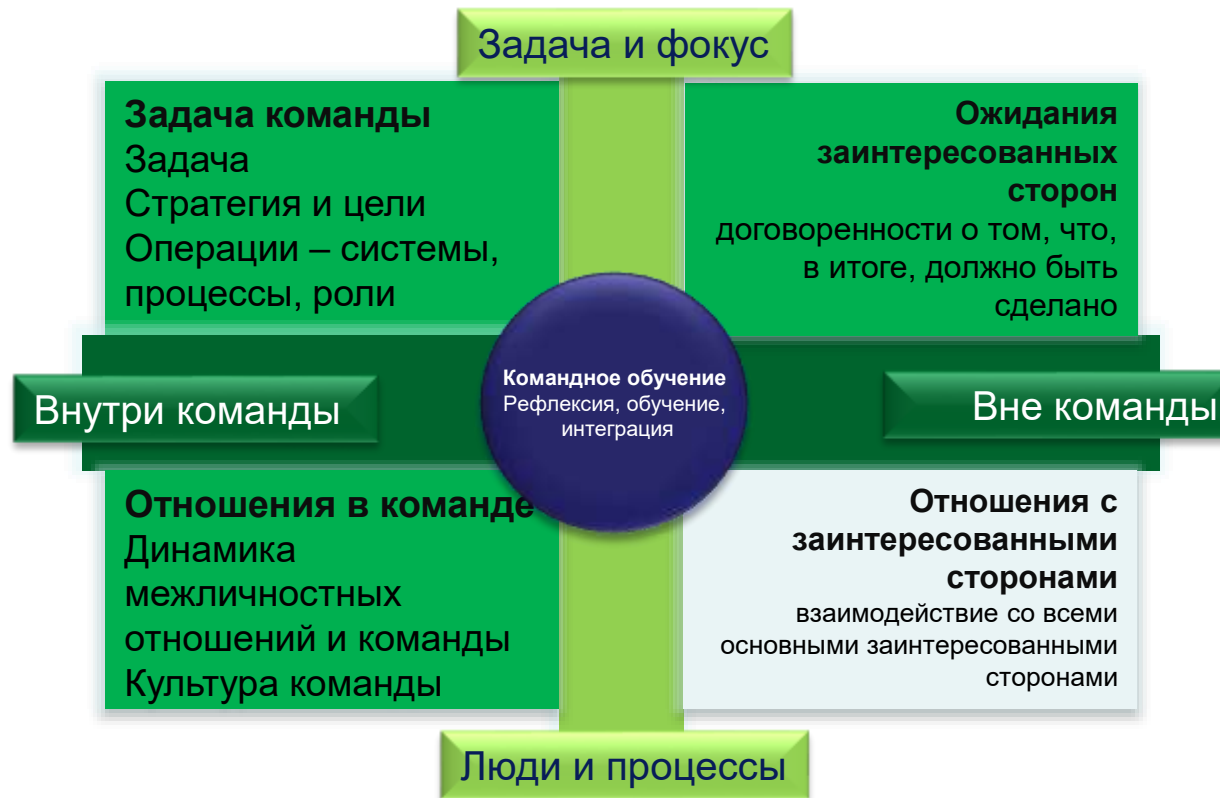 Задача и фокус
Задача команды
Задача
Стратегия и цели
Операции – системы,
процессы, роли
Ожидания
заинтересованных
сторон
договоренности о том, что,
в итоге, должно быть
сделано
Внутри команды
Командное обучение
Рефлексия, обучение,
интеграция
Вне команды
Отношения в команде
Динамика
межличностных
отношений и команды
Культура команды
Отношения с
заинтересованными
сторонами
взаимодействие со всеми
основными заинтересованными
сторонами
Люди и процессы